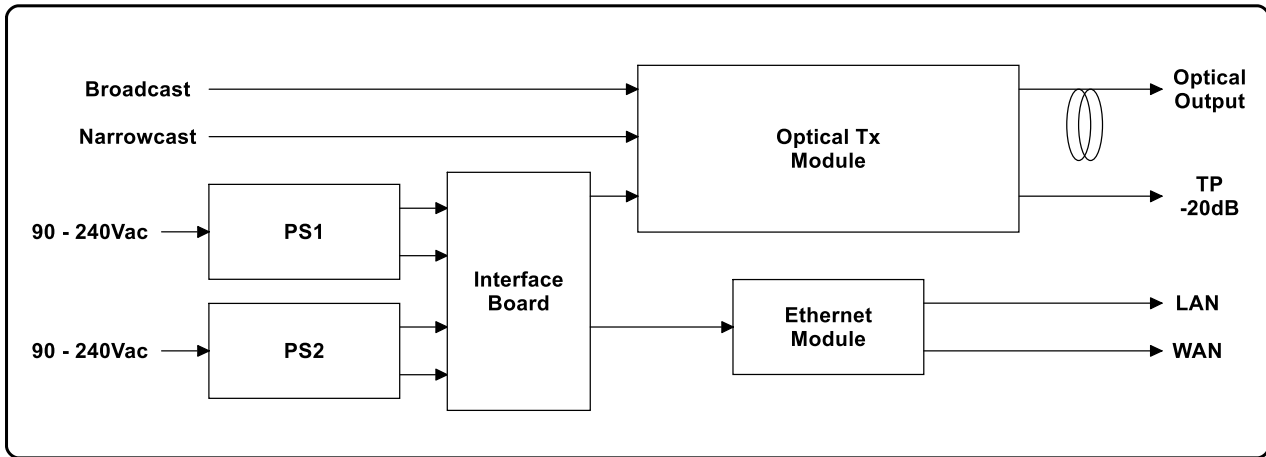 Broadcast
Narrowcast
Optical Tx
Module
Optical
Output
TP
-20dB
90 - 240Vac
PS1
Interface
Board
90 - 240Vac
PS2
Ethernet
Module
LAN
WAN